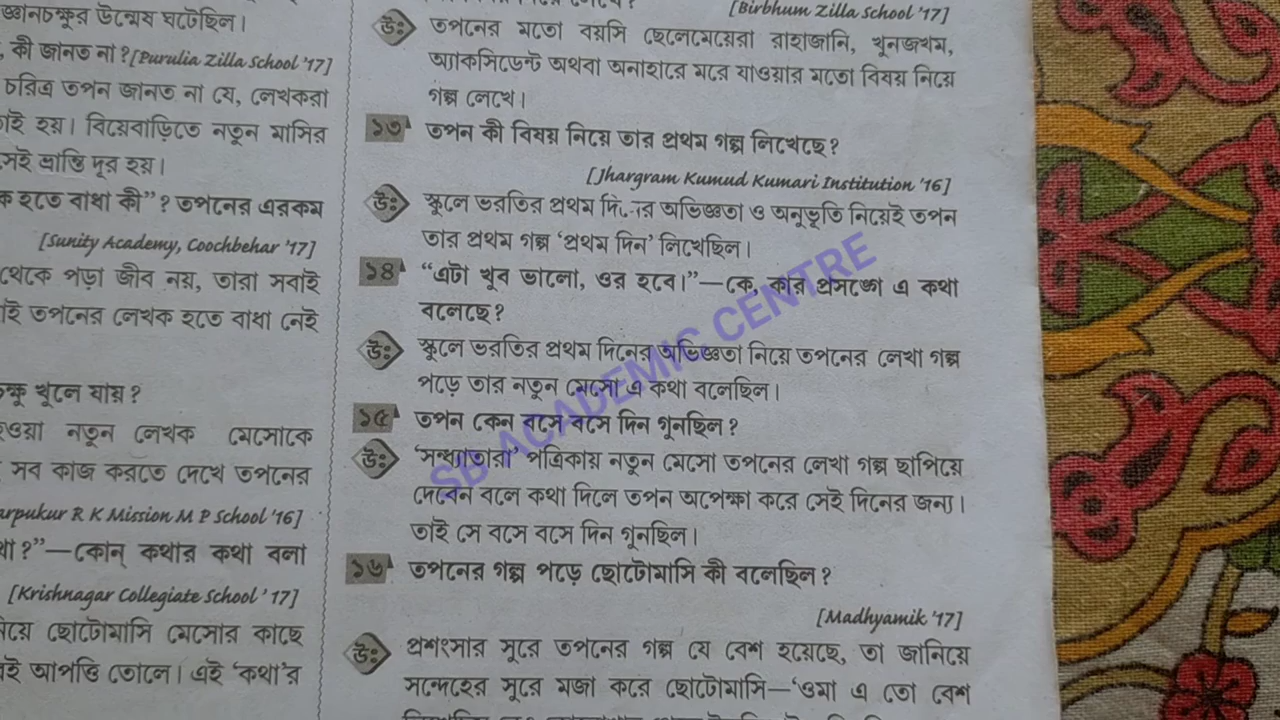 জ্ঞানচক্ষুর উন্মেষ ঘটেছিল।
, কী জানত না? [Purulia Zilla School '17]
চরিত্র তপন জানত না যে, লেখকরা
হয়। বিয়েবাড়িতে নতুন মাসির
সেই ভ্রান্তি দূর হয়।
হতে বাধা কী"? তপনের এরকম
[Sunity Academy, Coochbehar '17]
থেকে পড়া জীব নয়, তারা সবাই
তপনের লেখক হতে বাধা নেই
খুলে যায়?
নতুন লেখক মেসোকে
সব কাজ করতে দেখে তপনের
R K Mission M P School '16]
?"—কোন্ কথার কথা বলা
[Krishnagar Collegiate School '17]
ছোটোমাসি মেসোর কাছে
আপত্তি তোলে। এই ‘কথা’র
[Birbhum Zilla School '17]
উঃ তপনের মতো বয়সি ছেলেমেয়েরা রাহাজানি, খুনজখম,
অ্যাকসিডেন্ট অথবা অনাহারে মরে যাওয়ার মতো বিষয় নিয়ে
গল্প লেখে।
১৩ তপন কী বিষয় নিয়ে তার প্রথম গল্প লিখেছে?
[Jhargram Kumud Kumari Institution '16]
উঃ স্কুলে ভরতির প্রথম দিনের অভিজ্ঞতা ও অনুভূতি নিয়েই তপন
তার প্রথম গল্প ‘প্রথম দিন’ লিখেছিল।
১৪ “এটা খুব ভালো, ওর হবে।”—কে, কার প্রসঙ্গে এ কথা
বলেছে?
উঃ স্কুলে ভরতির প্রথম দিনের অভিজ্ঞতা নিয়ে তপনের লেখা গল্প
পড়ে তার নতুন মেসো এ কথা বলেছিল।
১৫ তপন কেন বসে বসে দিন গুনছিল?
উঃ ‘সন্ধ্যাতারা’ পত্রিকায় নতুন মেসো তপনের লেখা গল্প ছাপিয়ে
দেবেন বলে কথা দিলে তপন অপেক্ষা করে সেই দিনের জন্য।
তাই সে বসে বসে দিন গুনছিল।
১৬ তপনের গল্প পড়ে ছোটোমাসি কী বলেছিল?
[Madhyamik '17]
উঃ প্রশংসার সুরে তপনের গল্প যে বেশ হয়েছে, তা জানিয়ে
সন্দেহের সুরে মজা করে ছোটোমাসি—‘ওমা এ তো বেশ
SB ACADEMIC CENTRE